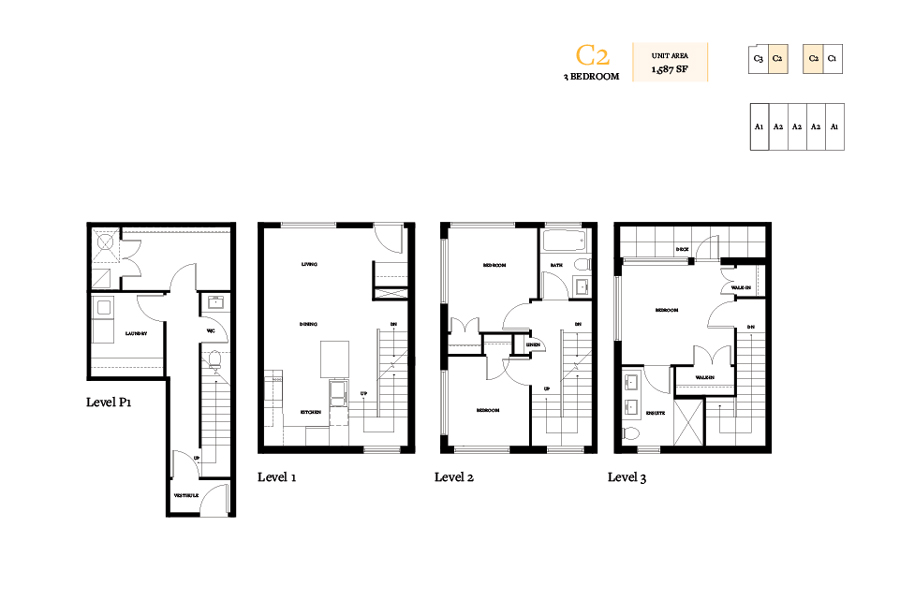 C2
3 BEDROOM
UNIT AREA
1,587 SF
C3 C2
C2 C1
A1 A2 A2 A2 A1
LAUNDRY
WC
UP
VESTIBULE
Level P1
LIVING
DINING
DN
UP
KITCHEN
Level 1
BEDROOM
BATH
DN
LINEN
UP
BEDROOM
Level 2
DECK
WALK-IN
BEDROOM
DN
WALK-IN
ENSUITE
Level 3